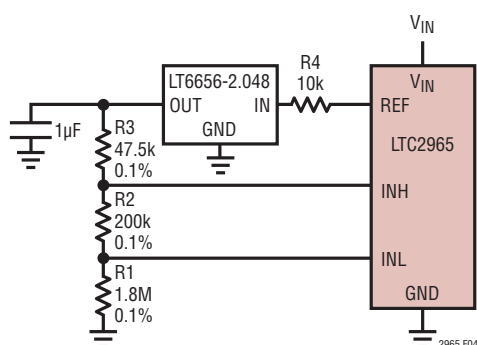 VIN
R4
10k
LT6656-2.048
OUT
IN
GND
VIN
REF
LTC2965
1µF
R3
47.5k
0.1%
INH
R2
200k
0.1%
INL
R1
1.8M
0.1%
GND
2965 F04